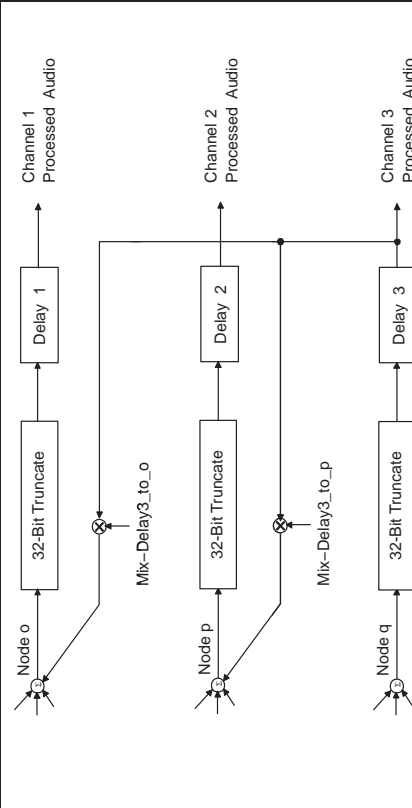 Node o
Σ
32-Bit Truncate
Delay 1
Channel 1
Processed Audio
Mix−Delay3_to_o
Node p
Σ
32-Bit Truncate
Delay 2
Channel 2
Processed Audio
Mix−Delay3_to_p
Node q
Σ
32-Bit Truncate
Delay 3
Channel 3
Processed Audio